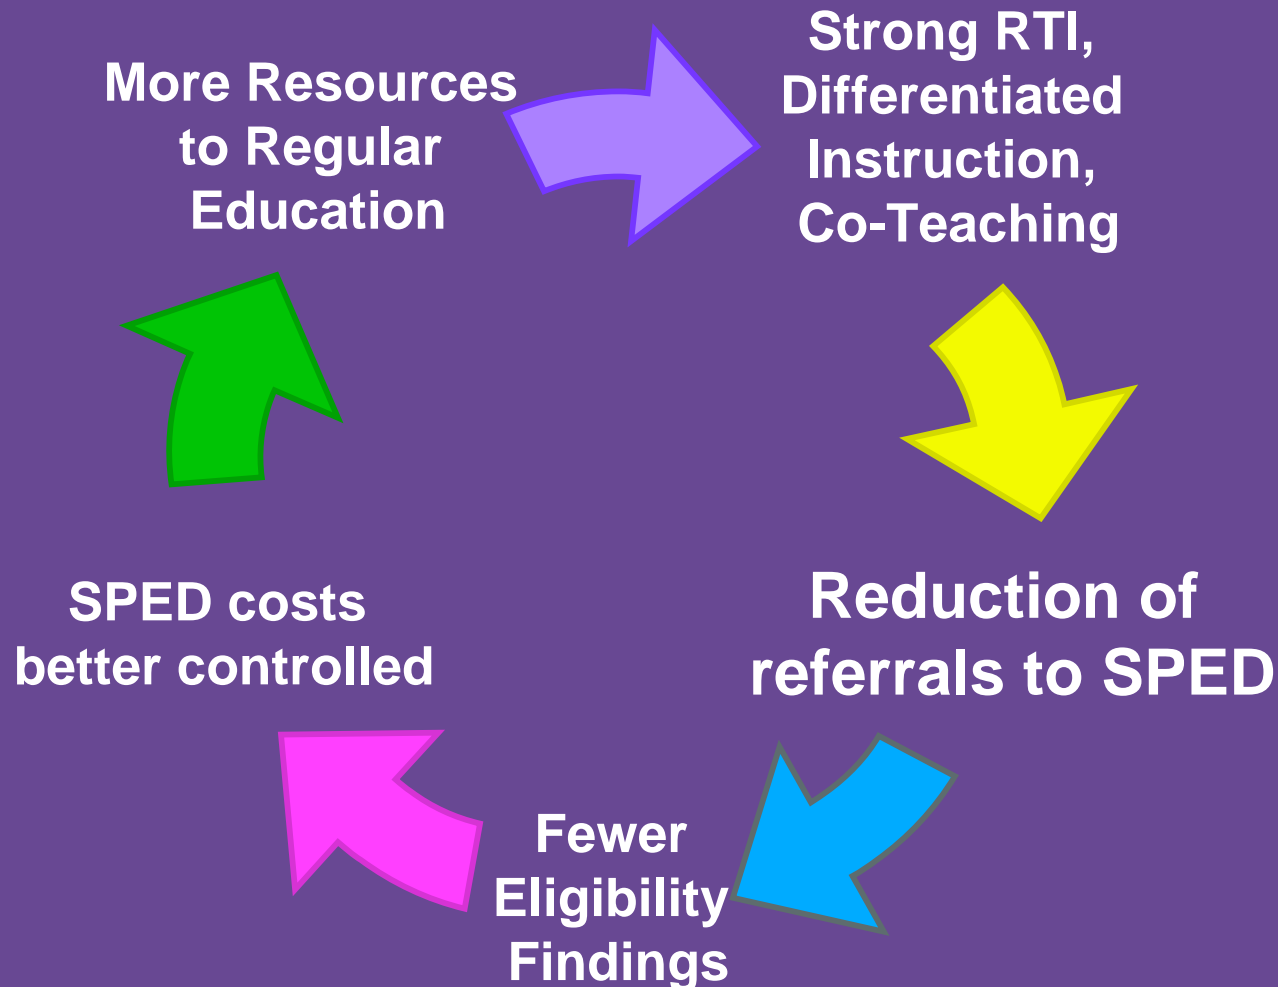 More Resources
to Regular
Education
Strong RTI,
Differentiated
Instruction,
Co-Teaching
Reduction of
referrals to SPED
Fewer
Eligibility
Findings
SPED costs
better controlled